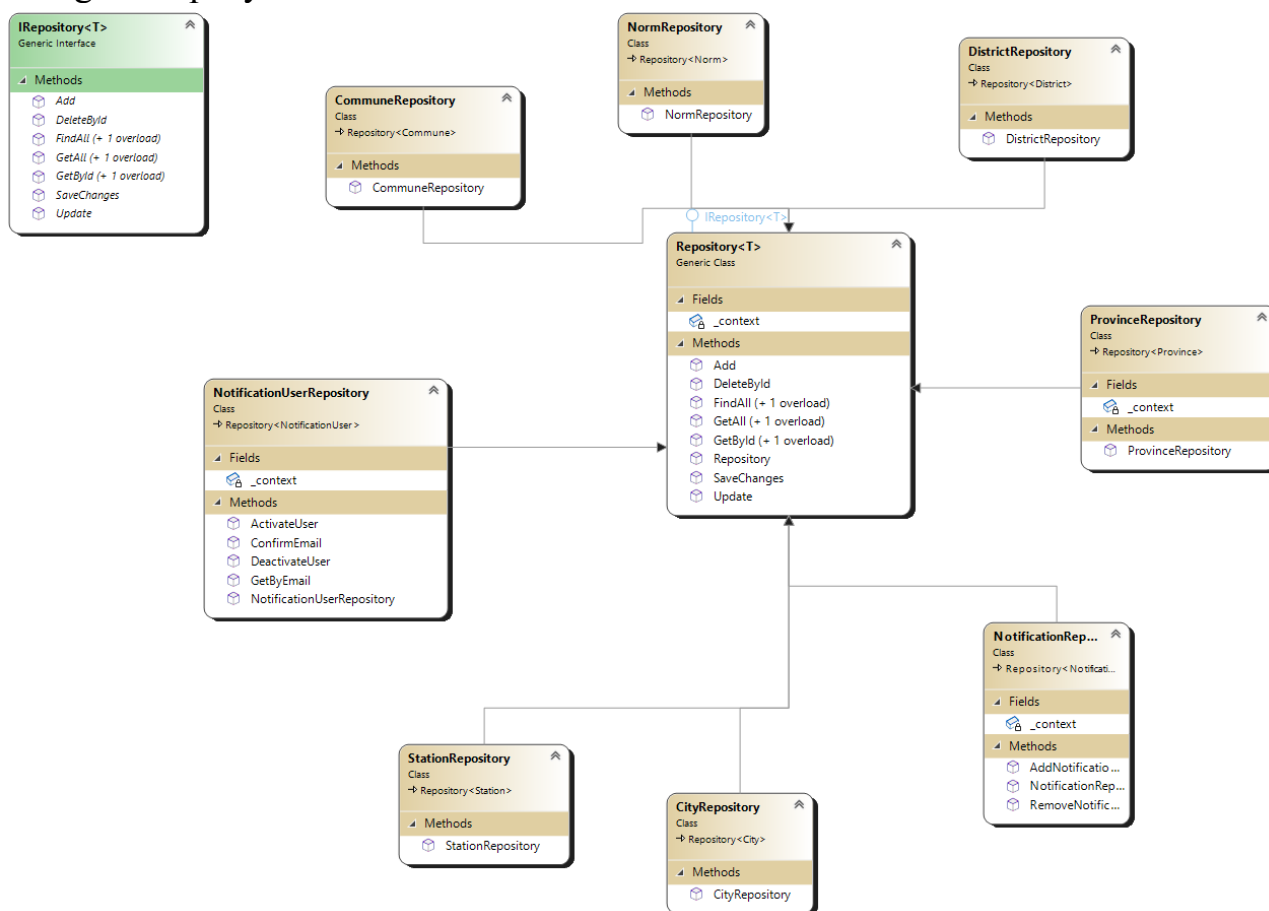 IRepository<T>
Generic Interface
Methods
Add
DeleteById
FindAll (+ 1 overload)
GetAll (+ 1 overload)
GetById (+ 1 overload)
SaveChanges
Update
CommuneRepository
Class
Repository<Commune>
Methods
CommuneRepository
NormRepository
Class
Repository<Norm>
Methods
NormRepository
DistrictRepository
Class
Repository<District>
Methods
DistrictRepository
IRepository<T>
Repository<T>
Generic Class
Fields
_context
Methods
Add
DeleteById
FindAll (+ 1 overload)
GetAll (+ 1 overload)
GetById (+ 1 overload)
Repository
SaveChanges
Update
ProvinceRepository
Class
Repository<Province>
Fields
_context
Methods
ProvinceRepository
NotificationUserRepository
Class
Repository<NotificationUser>
Fields
_context
Methods
ActivateUser
ConfirmEmail
DeactivateUser
GetByEmail
NotificationUserRepository
NotificationRep...
Class
Repository<Notificati...
Fields
_context
Methods
AddNotificatio...
NotificationRep...
RemoveNotific...
StationRepository
Class
Repository<Station>
Methods
StationRepository
CityRepository
Class
Repository<City>
Methods
CityRepository